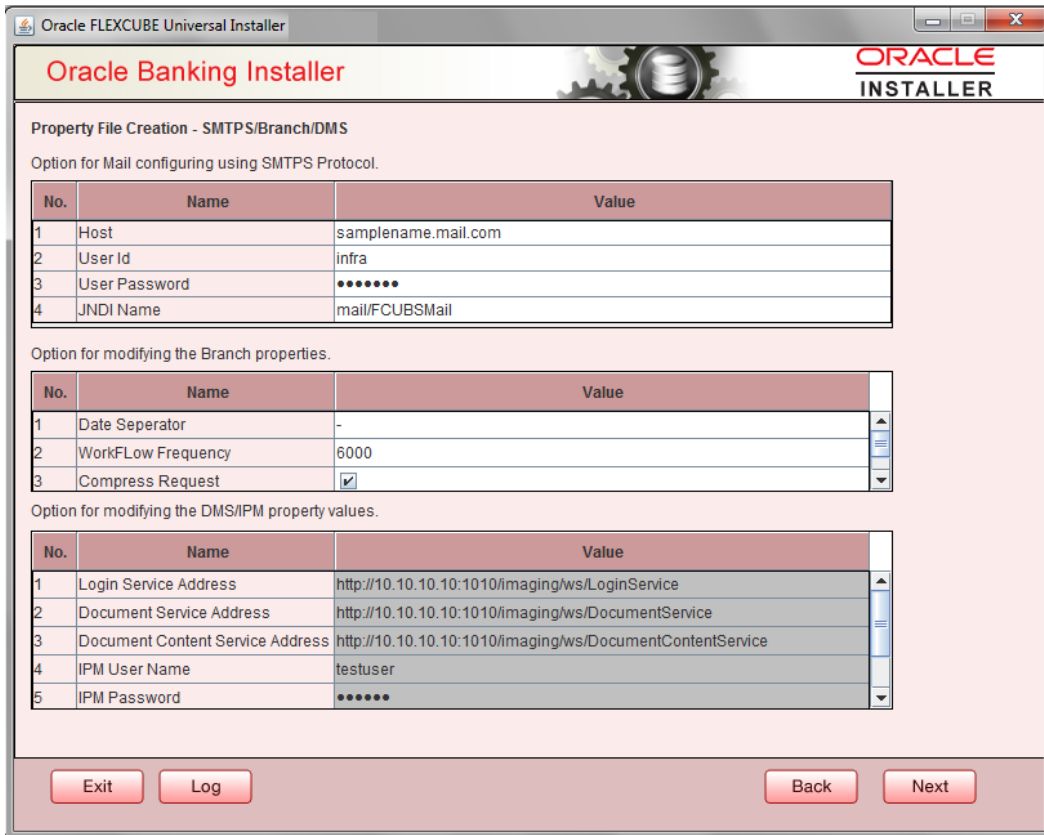 Oracle FLEXCUBE Universal Installer
Oracle Banking Installer
ORACLE
INSTALLER
Property File Creation - SMTPS/Branch/DMS
Option for Mail configuring using SMTPS Protocol.
No. Name Value
1 Host samplename.mail.com
2 User Id infra
3 User Password •••••••
4 JNDI Name mail/FCUBSMail
Option for modifying the Branch properties.
No. Name Value
1 Date Seperator -
2 WorkFLow Frequency 6000
3 Compress Request
Option for modifying the DMS/IPM property values.
No. Name Value
1 Login Service Address http://10.10.10.10:1010/imaging/ws/LoginService
2 Document Service Address http://10.10.10.10:1010/imaging/ws/DocumentService
3 Document Content Service Address http://10.10.10.10:1010/imaging/ws/DocumentContentService
4 IPM User Name testuser
5 IPM Password ••••••
Exit Log Back Next